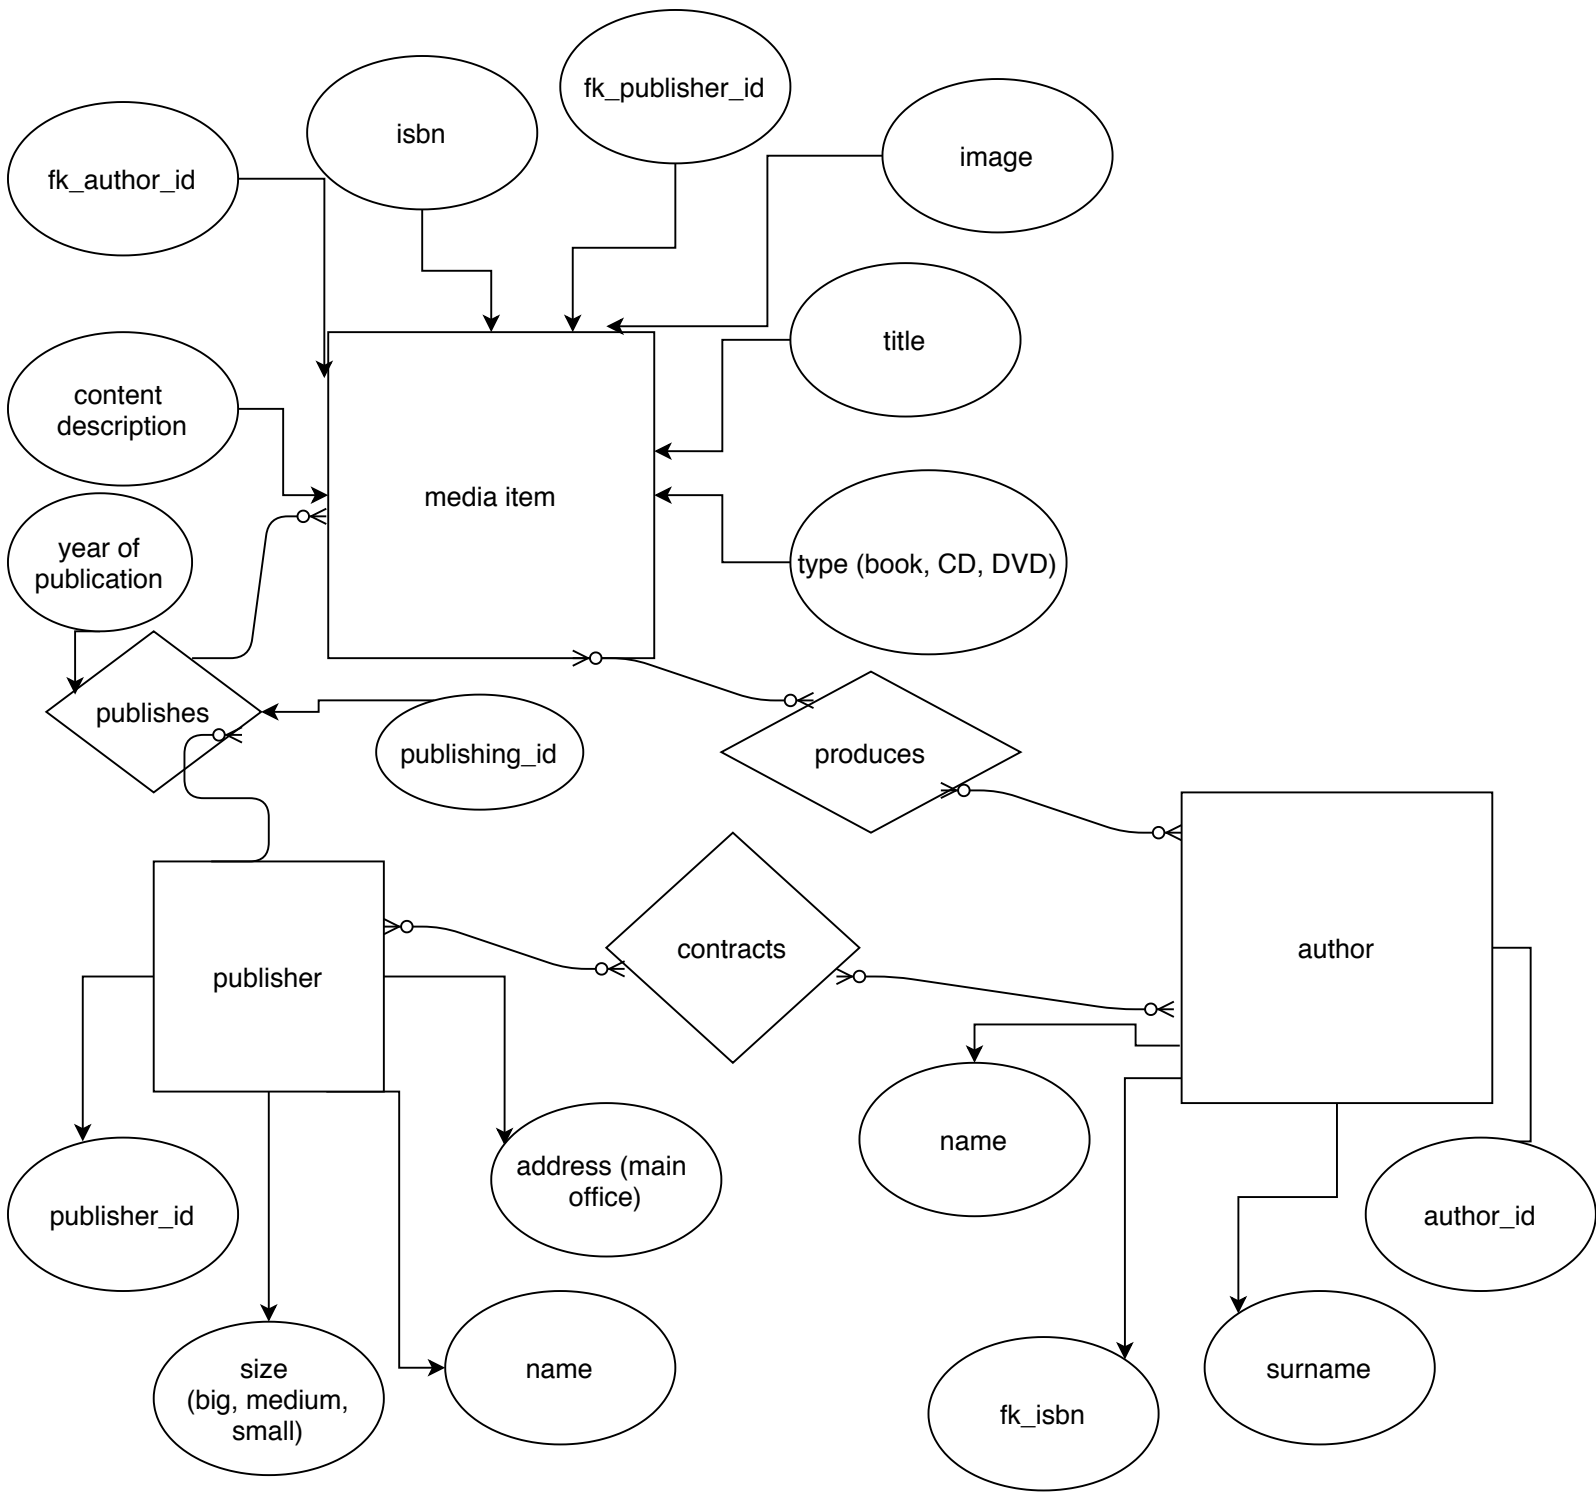 fk_publisher_id
isbn
image
fk_author_id
title
content
description
media item
year of
publication
type (book, CD, DVD)
publishes
publishing_id
produces
contracts
author
publisher
name
address (main
office)
publisher_id
author_id
size
(big, medium,
small)
name
surname
fk_isbn